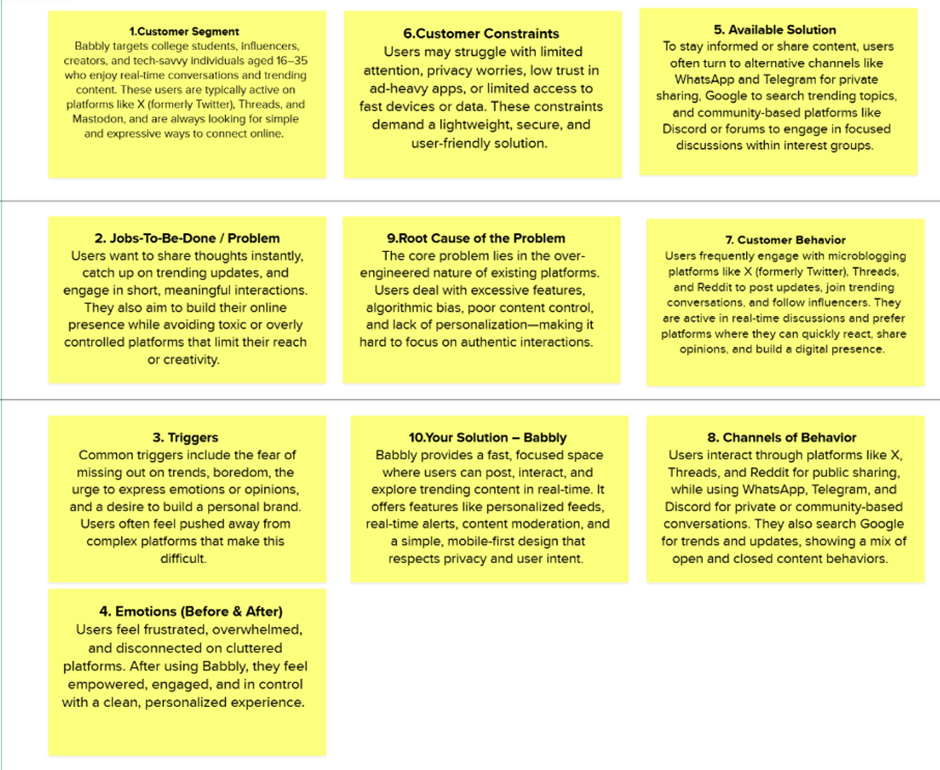 1.Customer Segment
Babbly targets college students, influencers,
creators, and tech-savvy individuals aged 16–35
who enjoy real-time conversations and trending
content. These users are typically active on
platforms like X (formerly Twitter), Threads, and
Mastodon, and are always looking for simple
and expressive ways to connect online.
6.Customer Constraints
Users may struggle with limited
attention, privacy worries, low trust in
ad-heavy apps, or limited access to
fast devices or data. These constraints
demand a lightweight, secure, and
user-friendly solution.
5. Available Solution
To stay informed or share content, users
often turn to alternative channels like
WhatsApp and Telegram for private
sharing, Google to search trending topics,
and community-based platforms like
Discord or forums to engage in focused
discussions within interest groups.
2. Jobs-To-Be-Done / Problem
Users want to share thoughts instantly,
catch up on trending updates, and
engage in short, meaningful interactions.
They also aim to build their online
presence while avoiding toxic or overly
controlled platforms that limit their reach
or creativity.
9.Root Cause of the Problem
The core problem lies in the over-
engineered nature of existing platforms.
Users deal with excessive features,
algorithmic bias, poor content control,
and lack of personalization—making it
hard to focus on authentic interactions.
7. Customer Behavior
Users frequently engage with microblogging
platforms like X (formerly Twitter), Threads,
and Reddit to post updates, join trending
conversations, and follow influencers. They
are active in real-time discussions and prefer
platforms where they can quickly react, share
opinions, and build a digital presence.
3. Triggers
Common triggers include the fear of
missing out on trends, boredom, the
urge to express emotions or opinions,
and a desire to build a personal brand.
Users often feel pushed away from
complex platforms that make this
difficult.
10.Your Solution – Babbly
Babbly provides a fast, focused space
where users can post, interact, and
explore trending content in real-time. It
offers features like personalized feeds,
real-time alerts, content moderation, and
a simple, mobile-first design that
respects privacy and user intent.
8. Channels of Behavior
Users interact through platforms like X,
Threads, and Reddit for public sharing,
while using WhatsApp, Telegram, and
Discord for private or community-based
conversations. They also search Google
for trends and updates, showing a mix of
open and closed content behaviors.
4. Emotions (Before & After)
Users feel frustrated, overwhelmed,
and disconnected on cluttered
platforms. After using Babbly, they feel
empowered, engaged, and in control
with a clean, personalized experience.